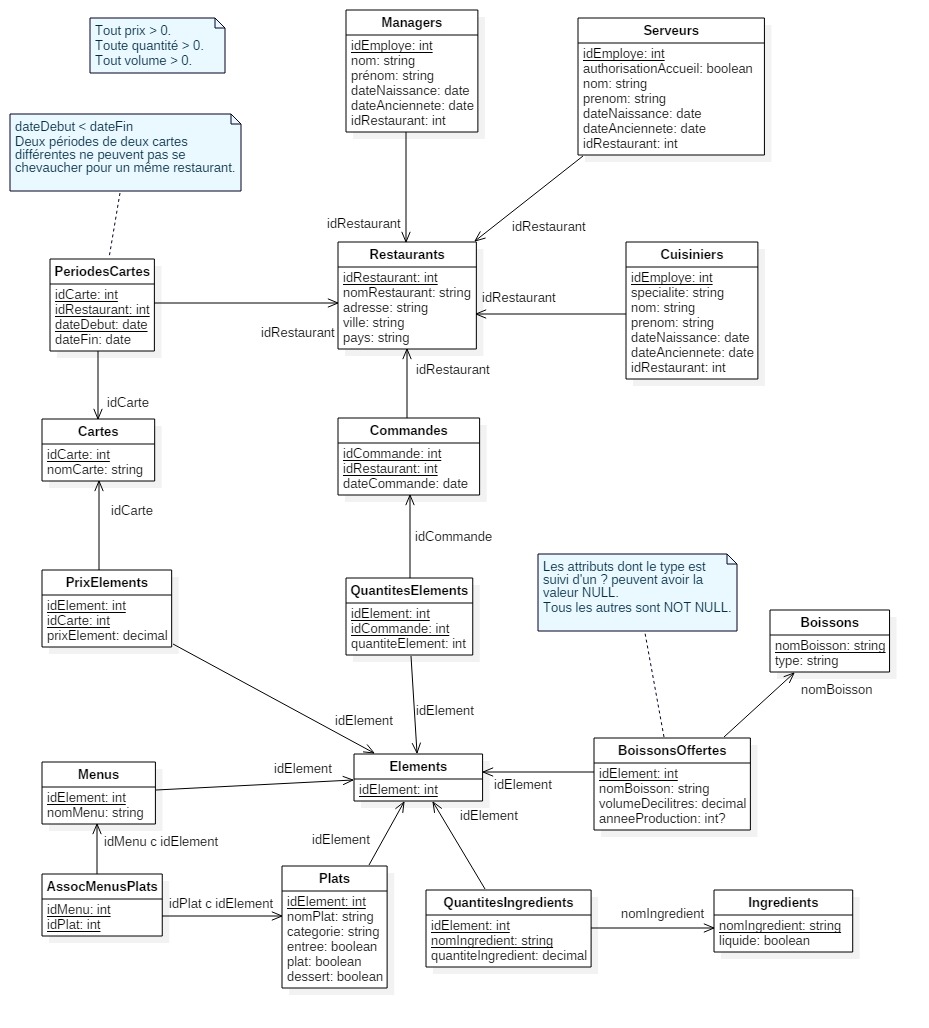 Tout prix > 0.
Toute quantité > 0.
Tout volume > 0.
Managers
idEmploye: int
nom: string
prénom: string
dateNaissance: date
dateAnciennete: date
idRestaurant: int
Serveurs
idEmploye: int
authorisationAccueil: boolean
nom: string
prenom: string
dateNaissance: date
dateAnciennete: date
idRestaurant: int
dateDebut < dateFin
Deux périodes de deux cartes
différentes ne peuvent pas se
chevaucher pour un même restaurant.
idRestaurant
idRestaurant
PeriodesCartes
idCarte: int
idRestaurant: int
dateDebut: date
dateFin: date
idRestaurant
Restaurants
idRestaurant: int
nomRestaurant: string
adresse: string
ville: string
pays: string
idRestaurant
Cuisiniers
idEmploye: int
specialite: string
nom: string
prenom: string
dateNaissance: date
dateAnciennete: date
idRestaurant: int
idRestaurant
idCarte
Cartes
idCarte: int
nomCarte: string
Commandes
idCommande: int
idRestaurant: int
dateCommande: date
idCarte
idCommande
PrixElements
idElement: int
idCarte: int
prixElement: decimal
QuantitesElements
idElement: int
idCommande: int
quantiteElement: int
Les attributs dont le type est
suivi d'un ? peuvent avoir la
valeur NULL.
Tous les autres sont NOT NULL.
Boissons
nomBoisson: string
type: string
nomBoisson
idElement
idElement
BoissonsOffertes
idElement: int
nomBoisson: string
volumeDecilitres: decimal
anneeProduction: int?
Elements
idElement: int
idElement
idElement
Menus
idElement: int
nomMenu: string
idElement
idElement
idMenu c idElement
AssocMenusPlats
idMenu: int
idPlat: int
idPlat c idElement
Plats
idElement: int
nomPlat: string
categorie: string
entree: boolean
plat: boolean
dessert: boolean
QuantitesIngredients
idElement: int
nomIngredient: string
quantiteIngredient: decimal
nomIngredient
Ingredients
nomIngredient: string
liquide: boolean